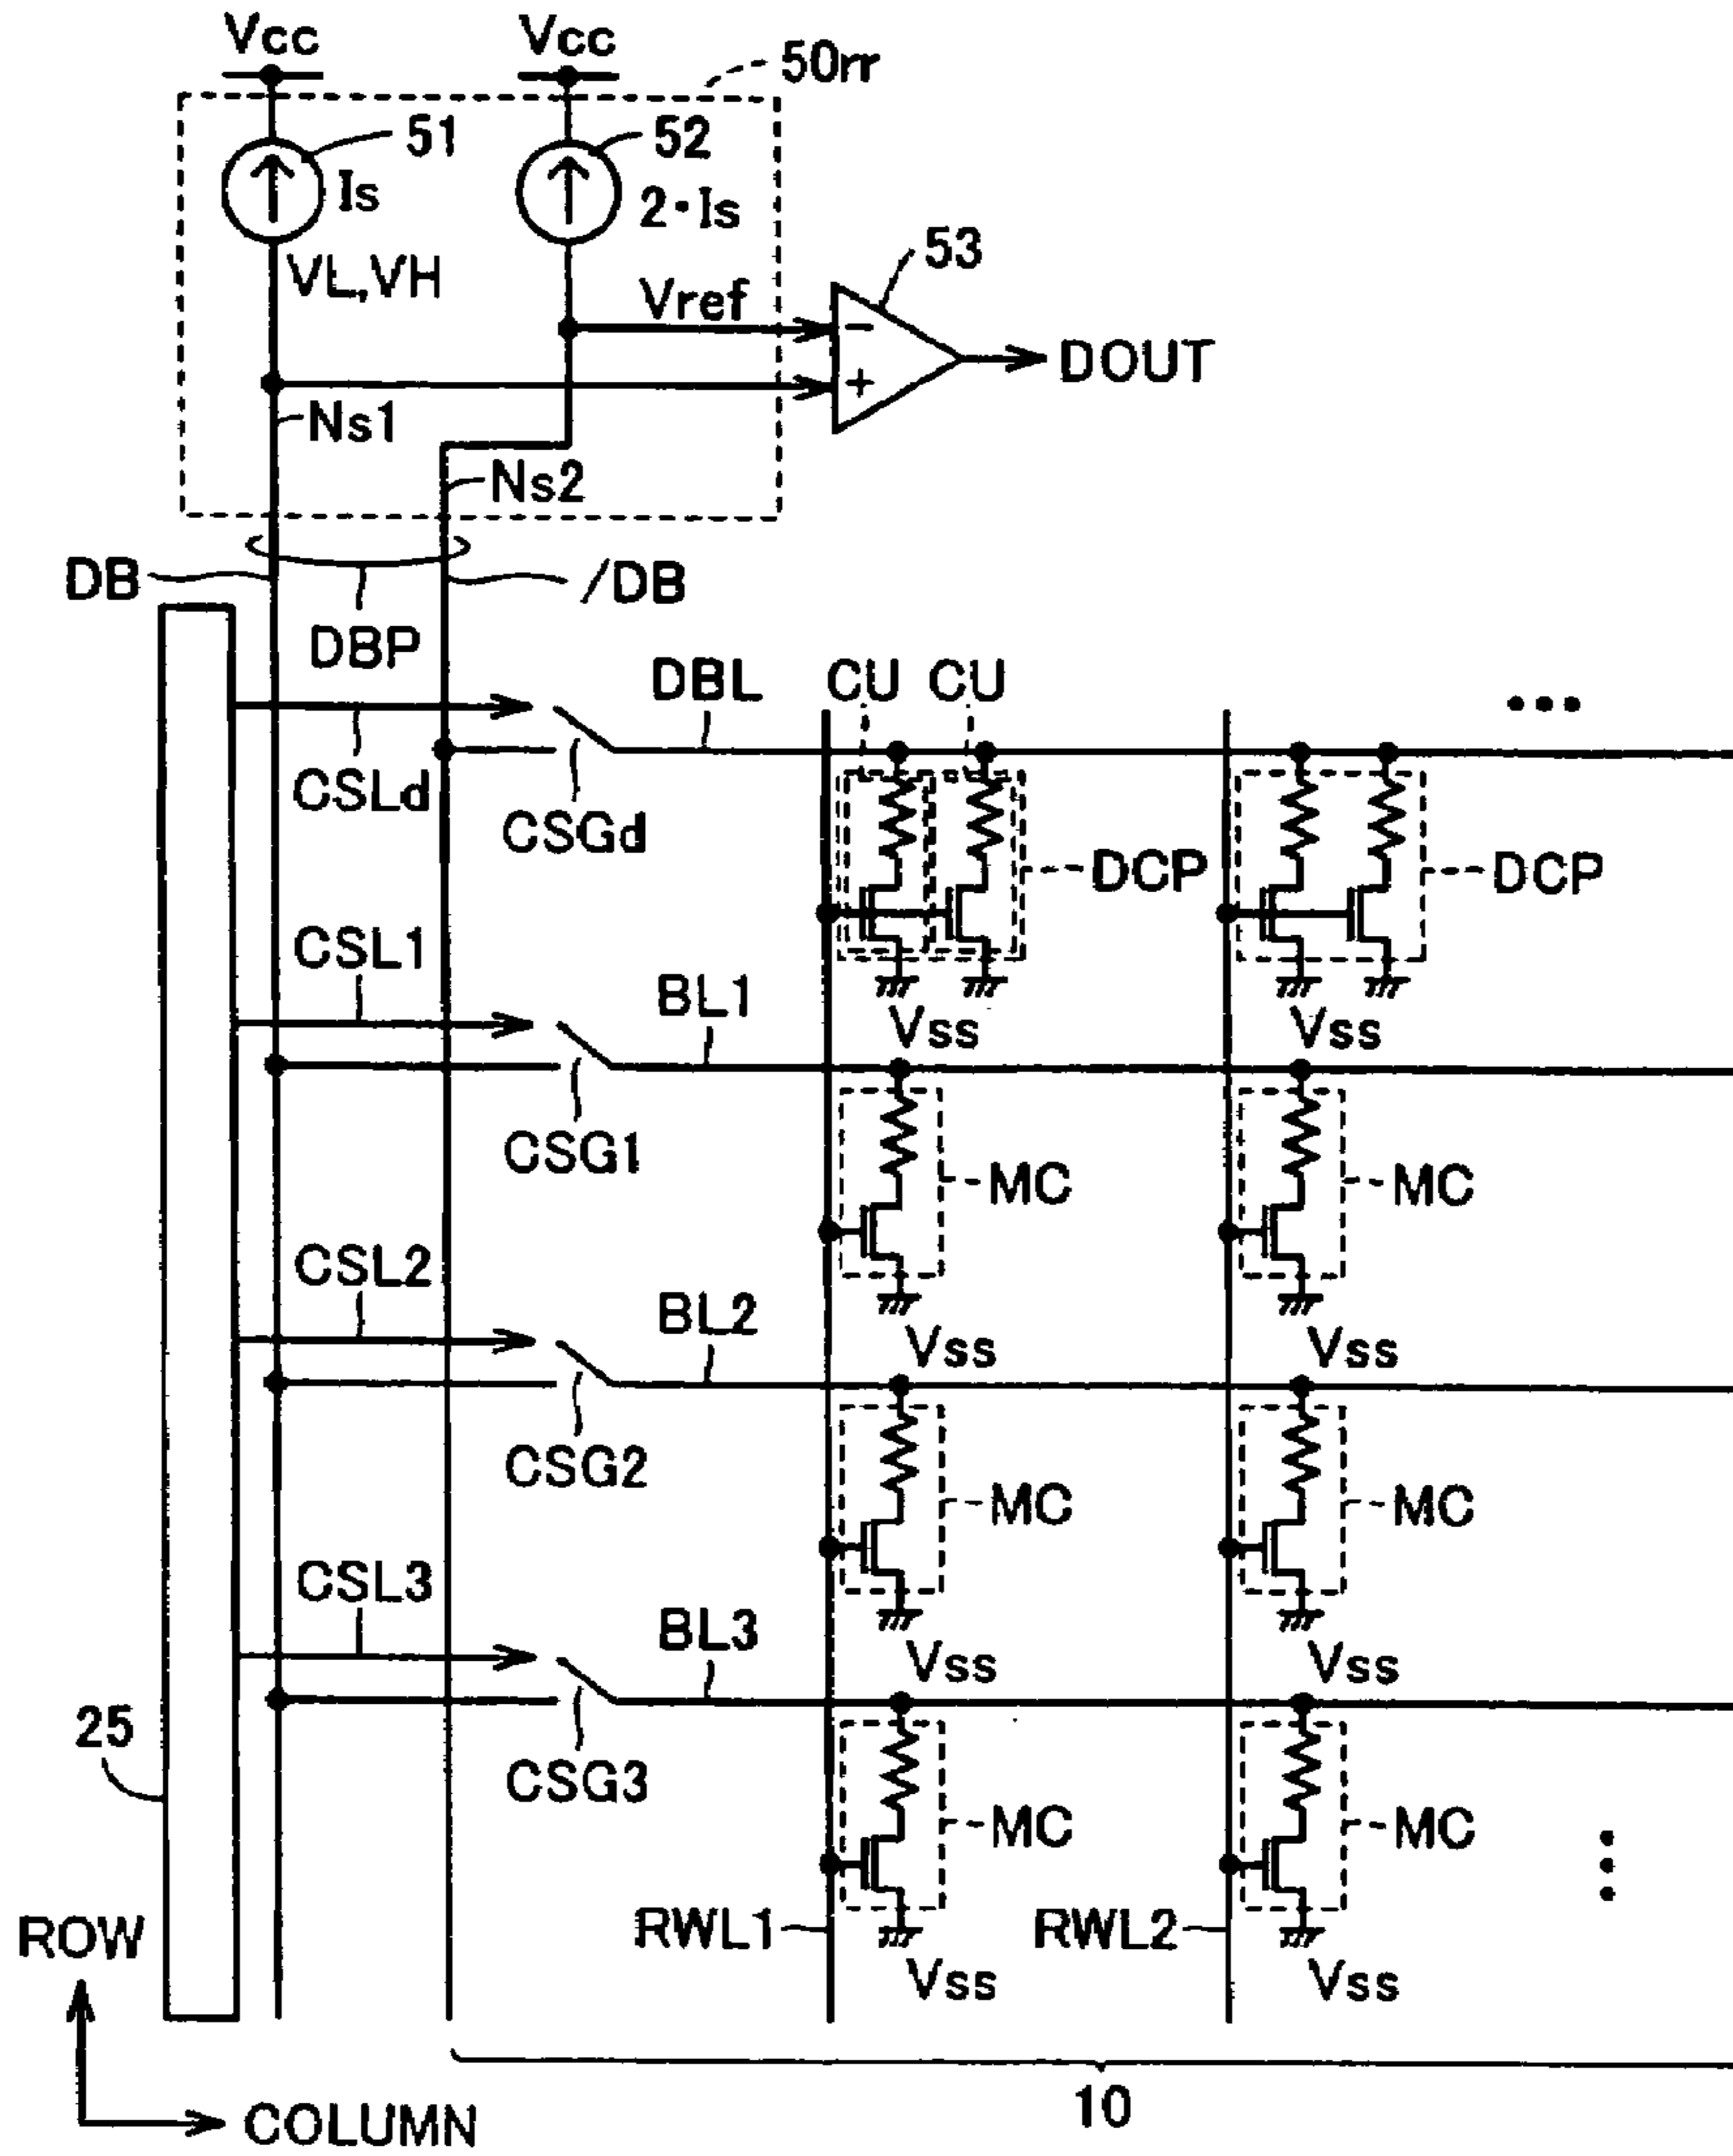 Vcc Vcc
50rr
51 52
Is 2·Is
VL,VH
53
Vref
−
+
DOUT
Ns1
Ns2
DB /DB
DBP
DBL CU CU
CSLd
CSGd
DCP DCP
CSL1
BL1
Vss Vss
CSG1
MC MC
CSL2
BL2
Vss Vss
CSG2
MC MC
CSL3
BL3
Vss Vss
25
CSG3
MC MC
ROW
RWL1 RWL2
Vss Vss
10
COLUMN